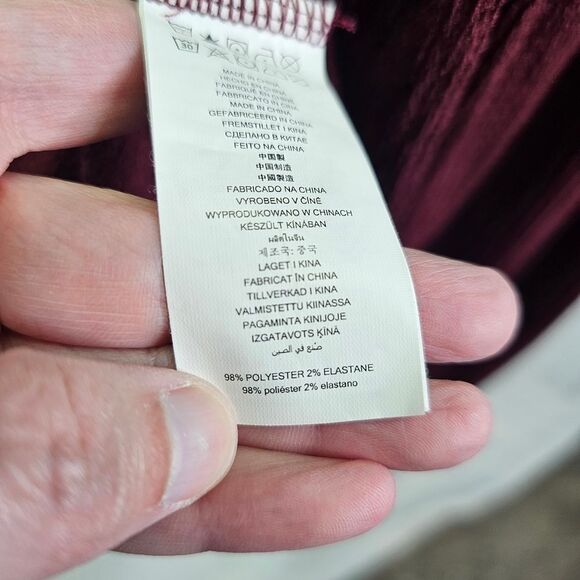 30
MADE IN CHINA
HECHO EN CHINA
FABRIQUÉ EN CHINE
FABBRICATO IN CINA
MADE IN CHINA
GEFABRICEERD IN CHINA
FREMSTILLET I KINA
СДЕЛАНО В КИТАЕ
FEITO NA CHINA
中国製
中国制造
中國製造
FABRICADO NA CHINA
VYROBENO V ČÍNĚ
WYPRODUKOWANO W CHINACH
KÉSZÜLT KÍNÁBAN
ผลิตในจีน
제조국: 중국
LAGET I KINA
FABRICAT ÎN CHINA
TILLVERKAD I KINA
VALMISTETTU KIINASSA
PAGAMINTA KINIJOJE
IZGATAVOTS ĶĪNĀ
صُنع في الصين
98% POLYESTER 2% ELASTANE
98% poliéster 2% elastano